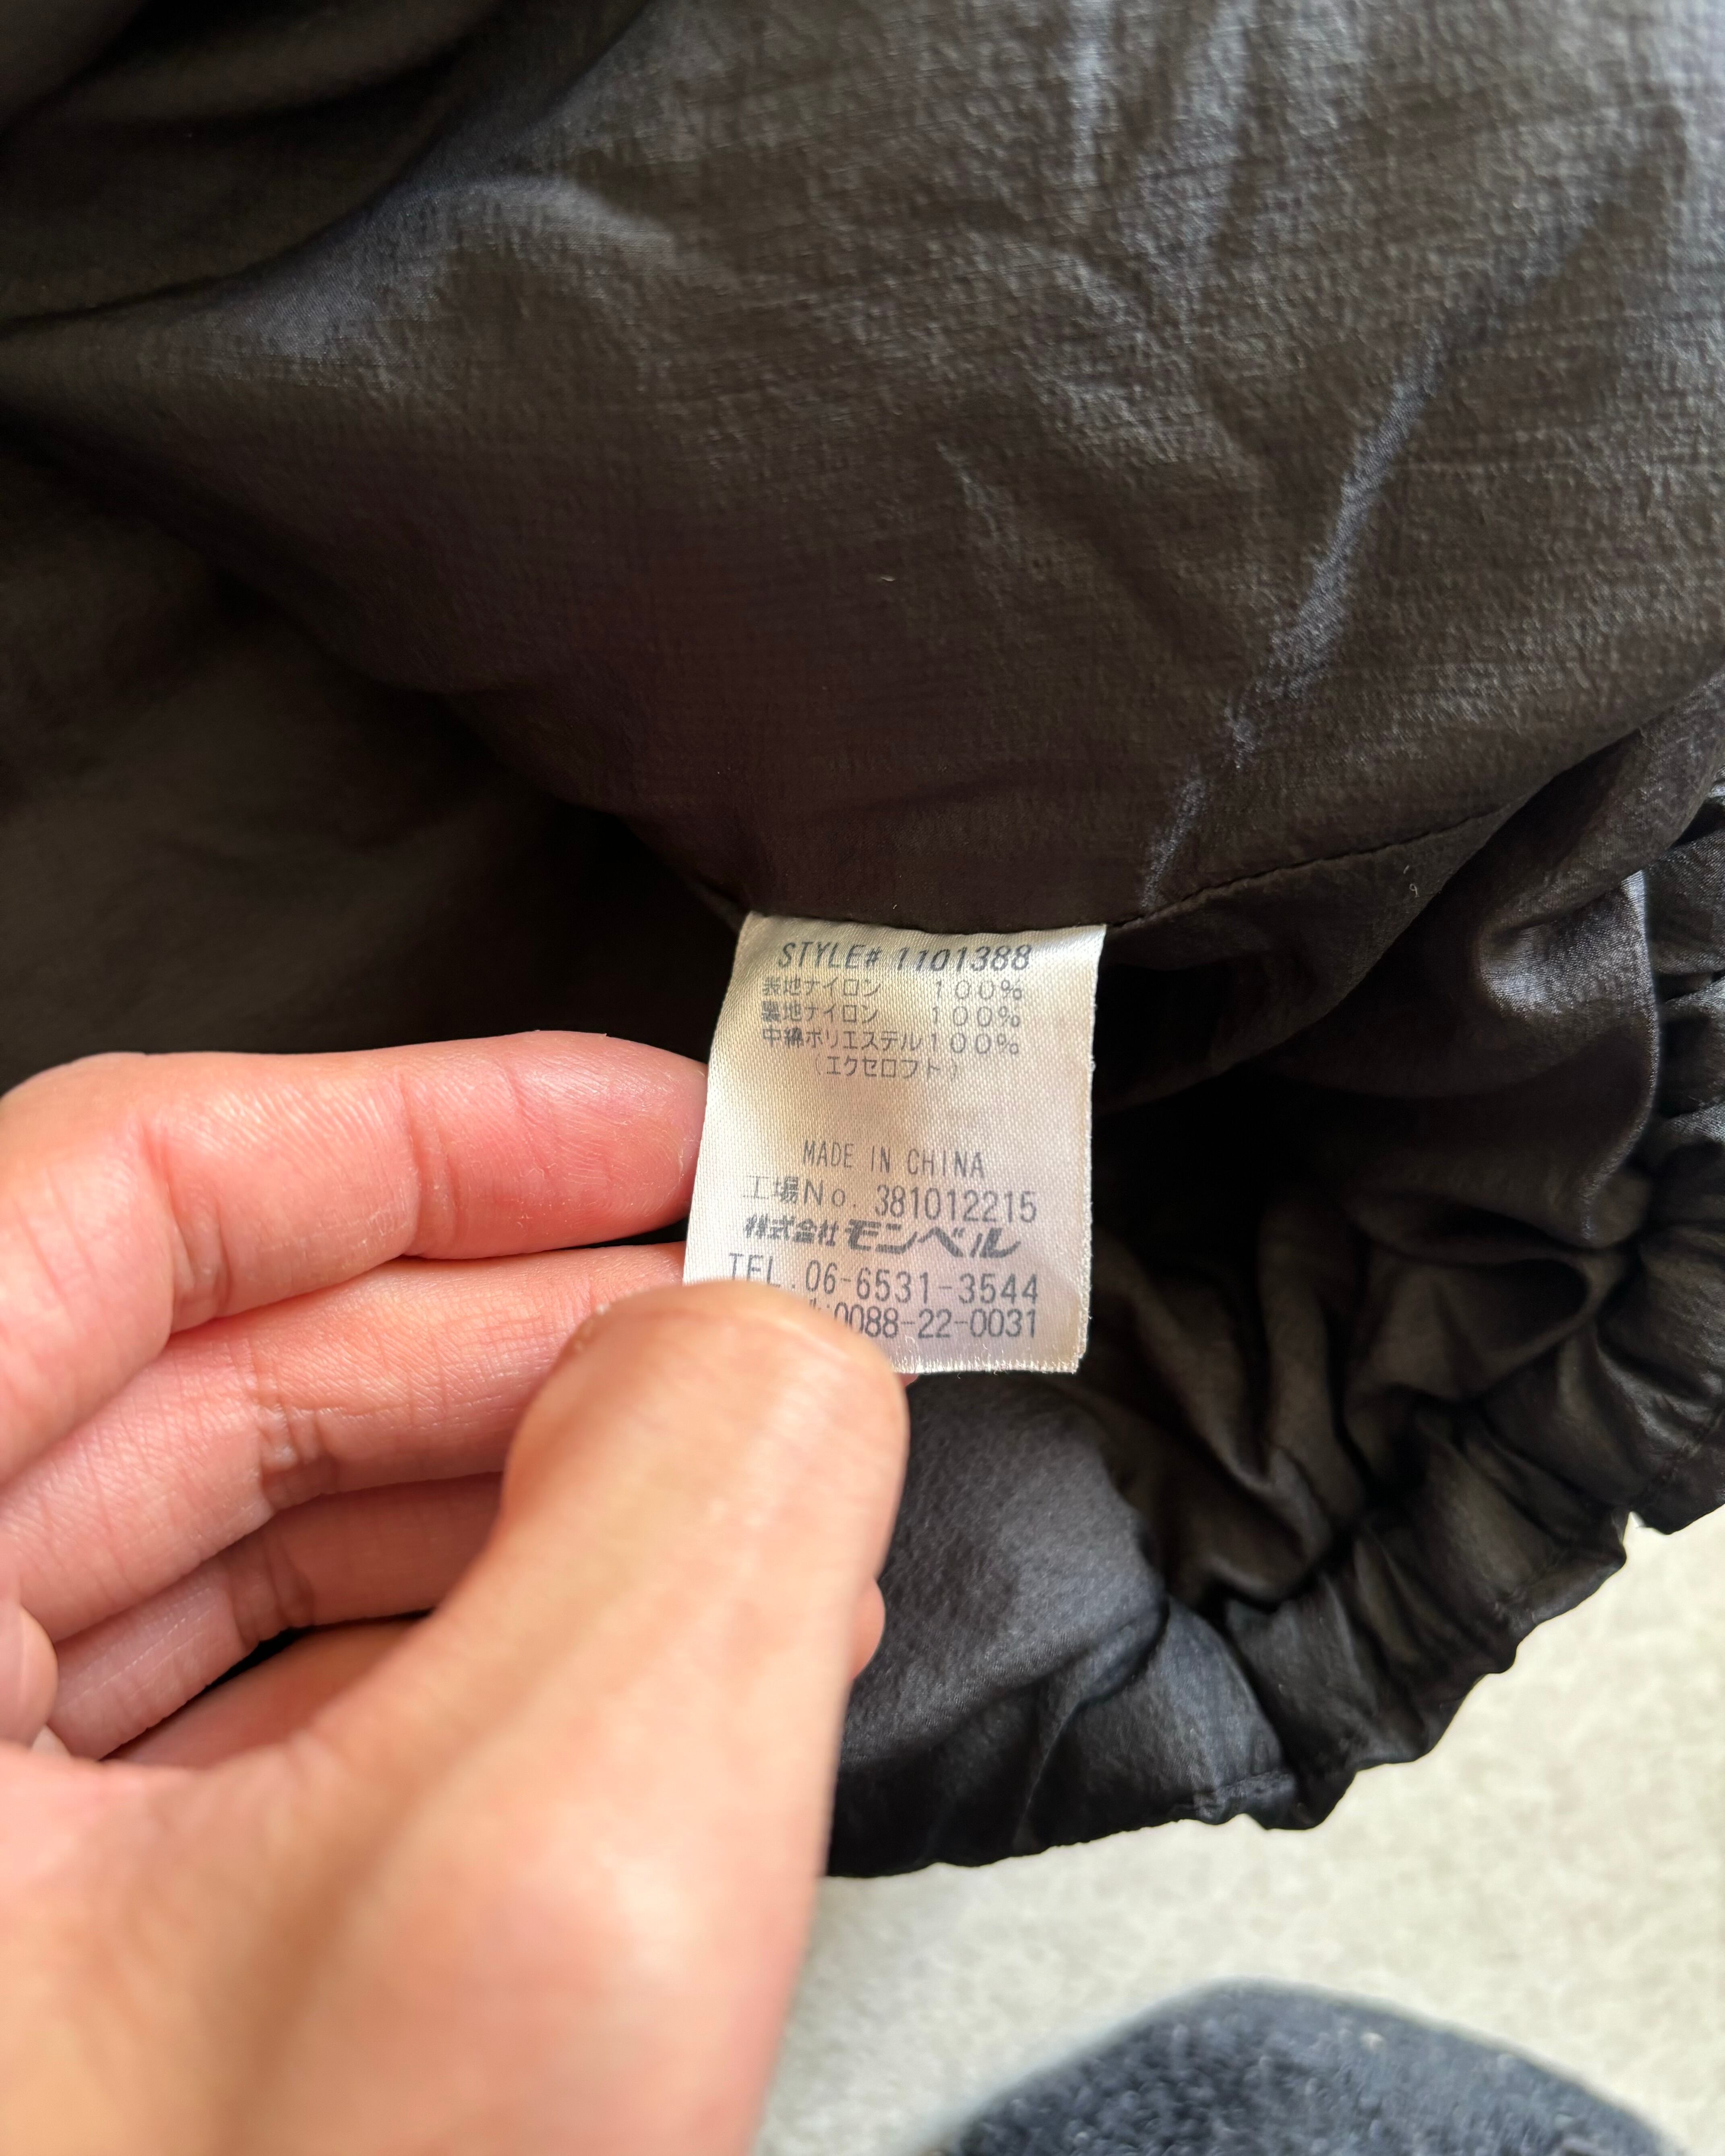 STYLE# 1101388
表地ナイロン 100%
裏地ナイロン 100%
中綿ポリエステル100%
(エクセロフト)
MADE IN CHINA
工場No. 381012215
株式会社モンベル
TEL.06-6531-3544
:0088-22-0031